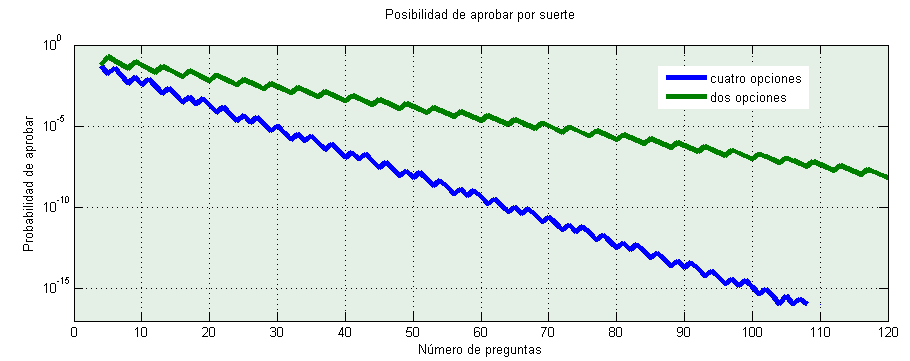 Posibilidad de aprobar por suerte
10^0
10^-5
10^-10
10^-15
Probabilidad de aprobar
cuatro opciones
dos opciones
0 10 20 30 40 50 60 70 80 90 100 110 120
Número de preguntas